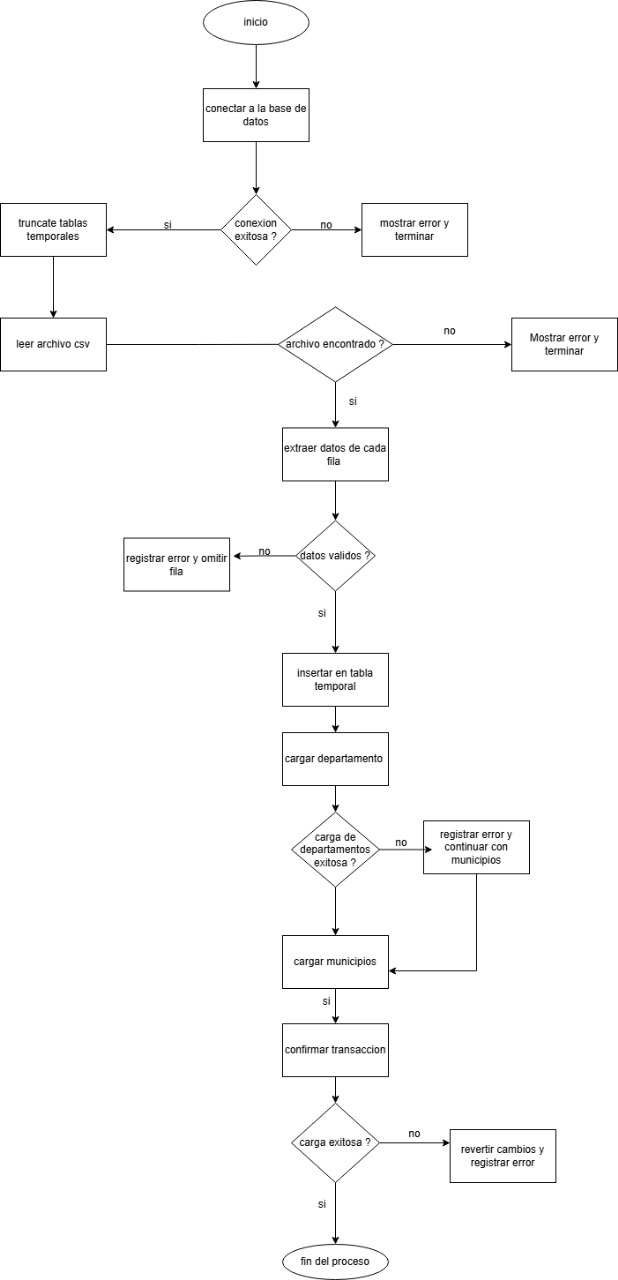 inicio
conectar a la base de
datos
truncate tablas
temporales
si
conexion
exitosa ?
no
mostrar error y
terminar
leer archivo csv
archivo encontrado ?
no
Mostrar error y
terminar
si
extraer datos de cada
fila
registrar error y omitir
fila
no
datos validos ?
si
insertar en tabla
temporal
cargar departamento
carga de
departamentos
exitosa ?
no
registrar error y
continuar con
municipios
cargar municipios
si
confirmar transaccion
carga exitosa ?
no
revertir cambios y
registrar error
si
fin del proceso